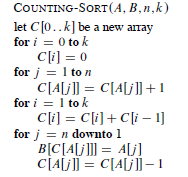 COUNTING-SORT(A, B, n, k)
let C[0 . . k] be a new array
for i = 0 to k
C[i] = 0
for j = 1 to n
C[A[j]] = C[A[j]] + 1
for i = 1 to k
C[i] = C[i] + C[i − 1]
for j = n downto 1
B[C[A[j]]] = A[j]
C[A[j]] = C[A[j]] − 1